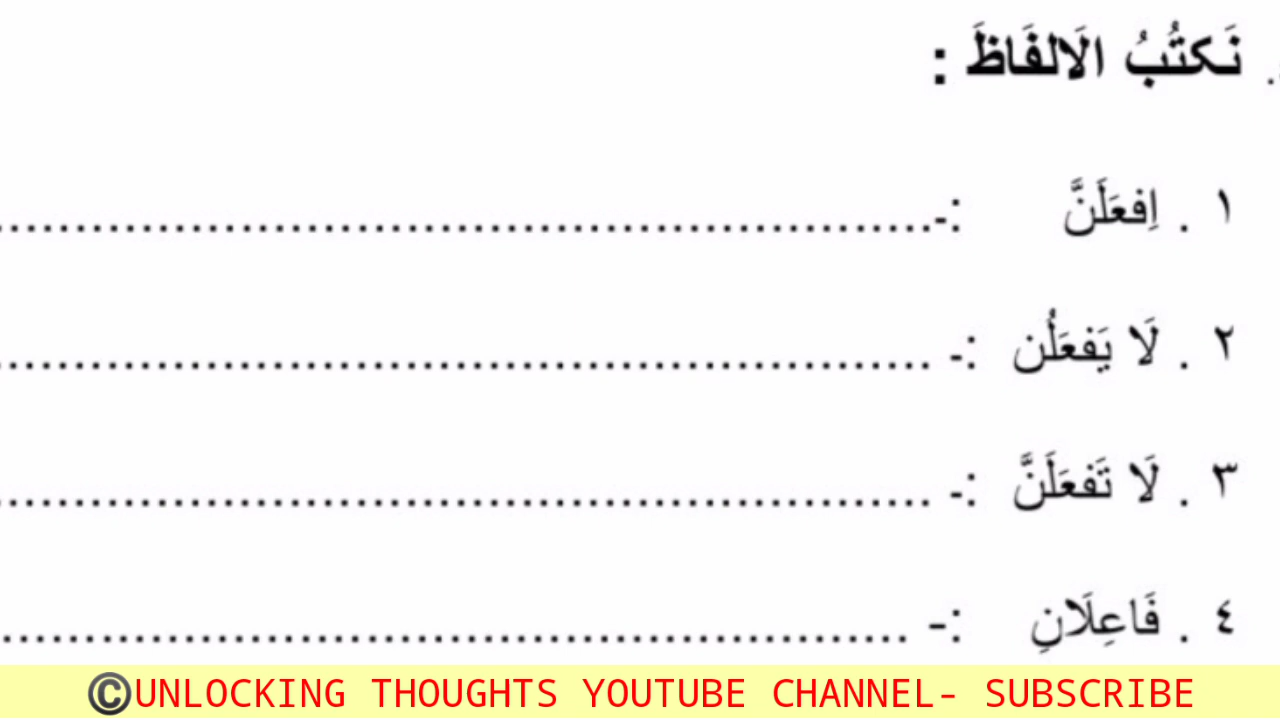 . نَكتُبُ الَالفَاظَ :
١ . اِفعَلَنَّ :-......................................................
٢ . لَا يَفعَلُن :- ......................................................
٣ . لَا تَفعَلَنَّ :- ......................................................
٤ . فَاعِلَانِ :- ......................................................
©UNLOCKING THOUGHTS YOUTUBE CHANNEL- SUBSCRIBE